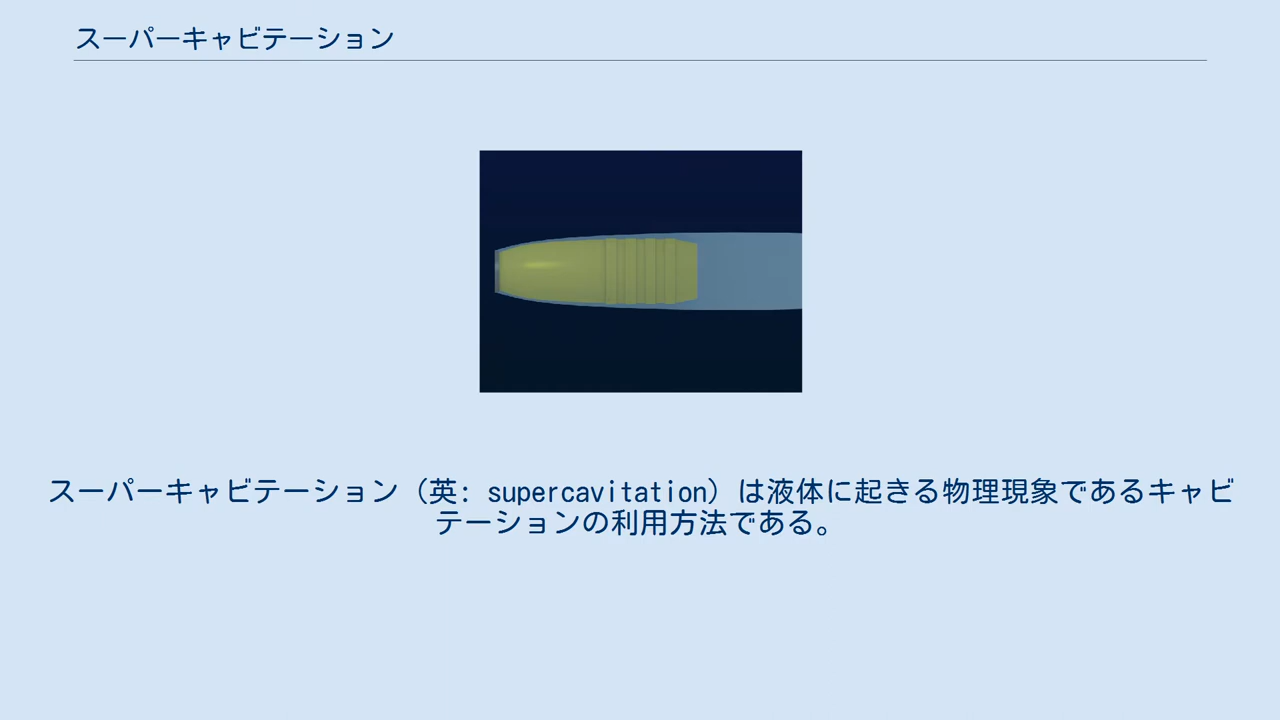 スーパーキャビテーション
スーパーキャビテーション（英: supercavitation）は液体に起きる物理現象であるキャビ
テーションの利用方法である。